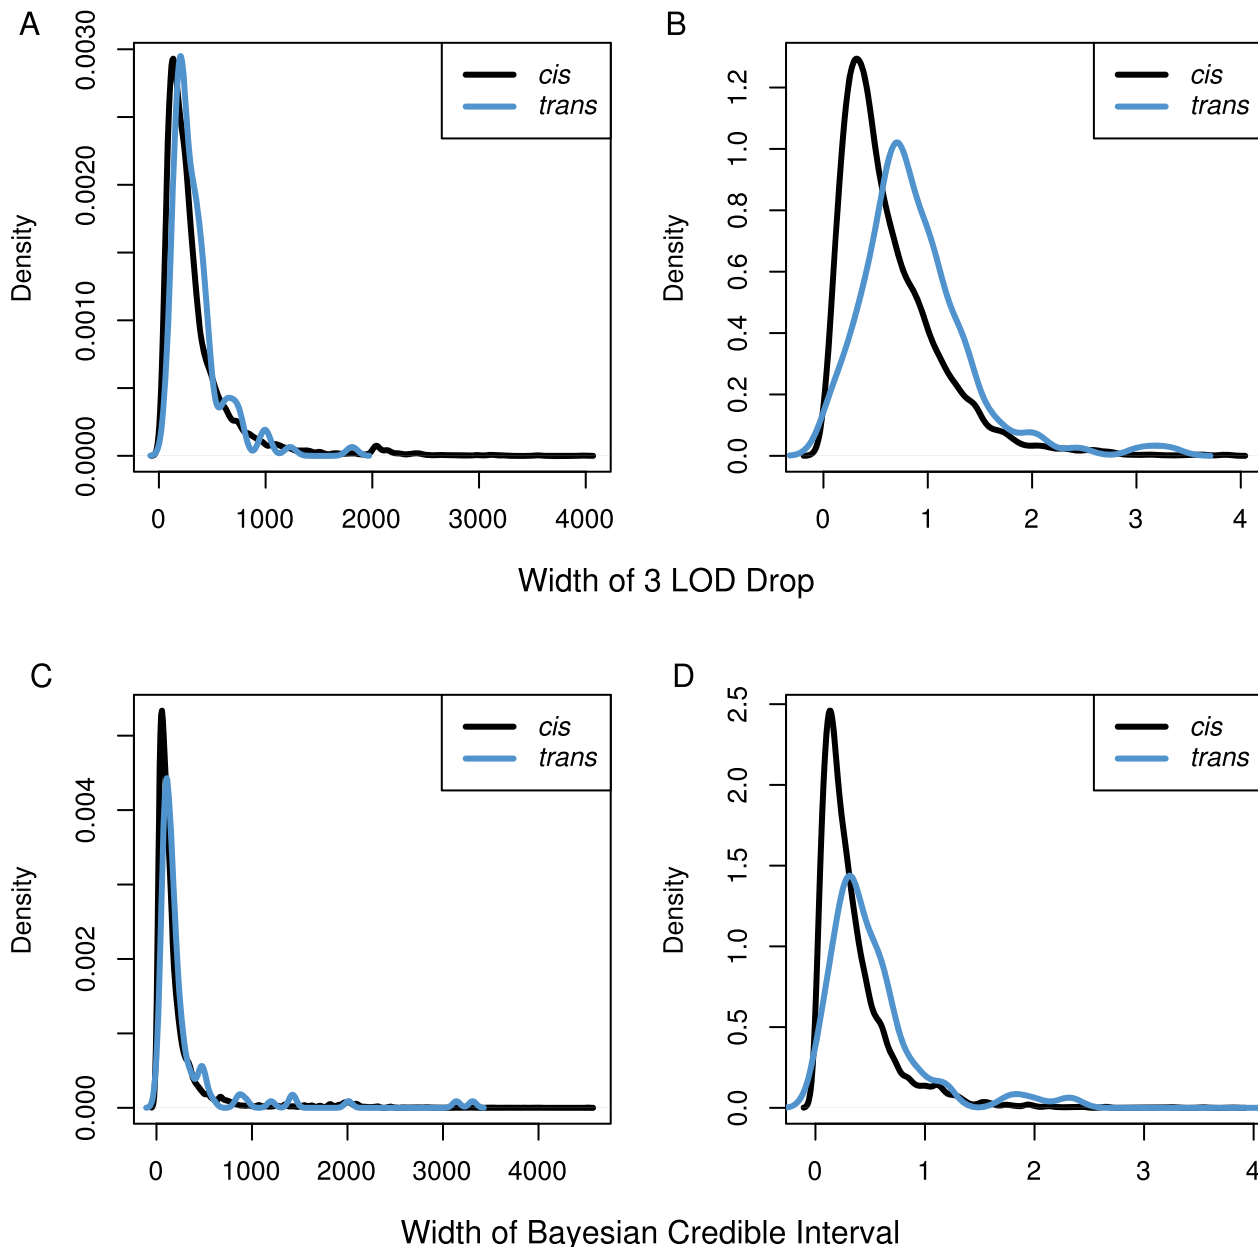 A
cis
trans
Density
0.0000
0.0010
0.0020
0.0030
0
1000
2000
3000
4000
B
cis
trans
Density
0.0
0.2
0.4
0.6
0.8
1.0
1.2
0
1
2
3
4
Width of 3 LOD Drop
C
cis
trans
Density
0.000
0.002
0.004
0
1000
2000
3000
4000
D
cis
trans
Density
0.0
0.5
1.0
1.5
2.0
2.5
0
1
2
3
4
Width of Bayesian Credible Interval